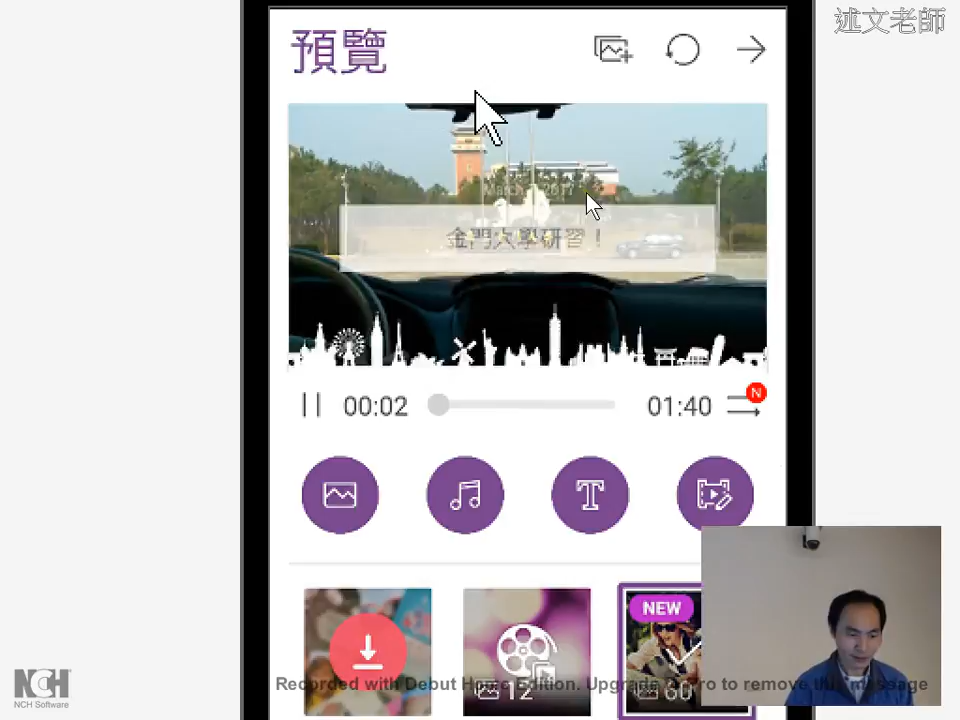 述文老師
預覽
March 2017
金門大學研習！
00:02
01:40
N
T
NEW
12
60
Recorded with Debut Home Edition. Upgrade to Pro to remove this message
NCH
NCH Software